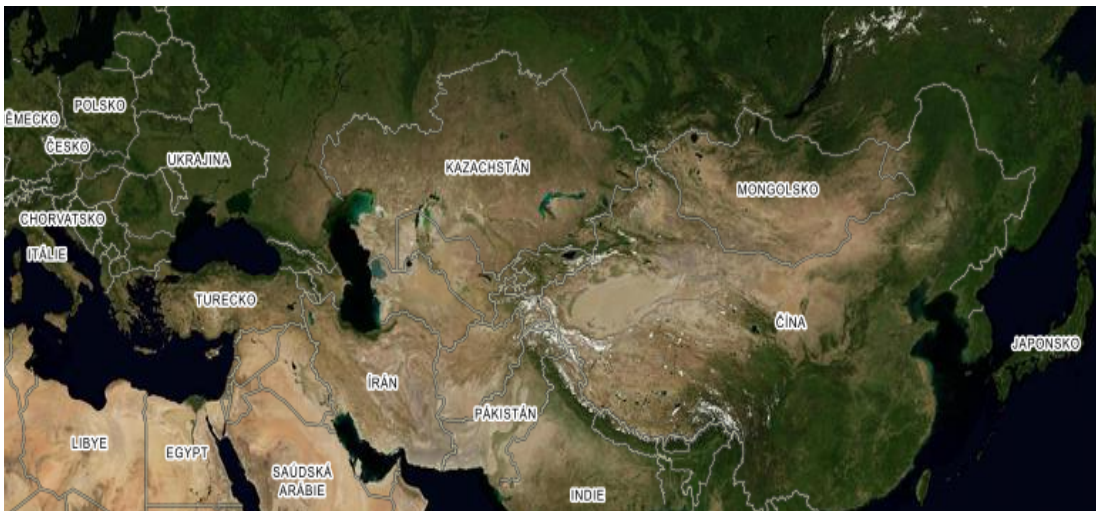 POLSKO
ĚMECKO
ČESKO
UKRAJINA
KAZACHSTÁN
MONGOLSKO
CHORVATSKO
ITÁLIE
TURECKO
ČÍNA
JAPONSKO
ÍRÁN
PÁKISTÁN
LIBYE
EGYPT
SAÚDSKÁ
ARÁBIE
INDIE